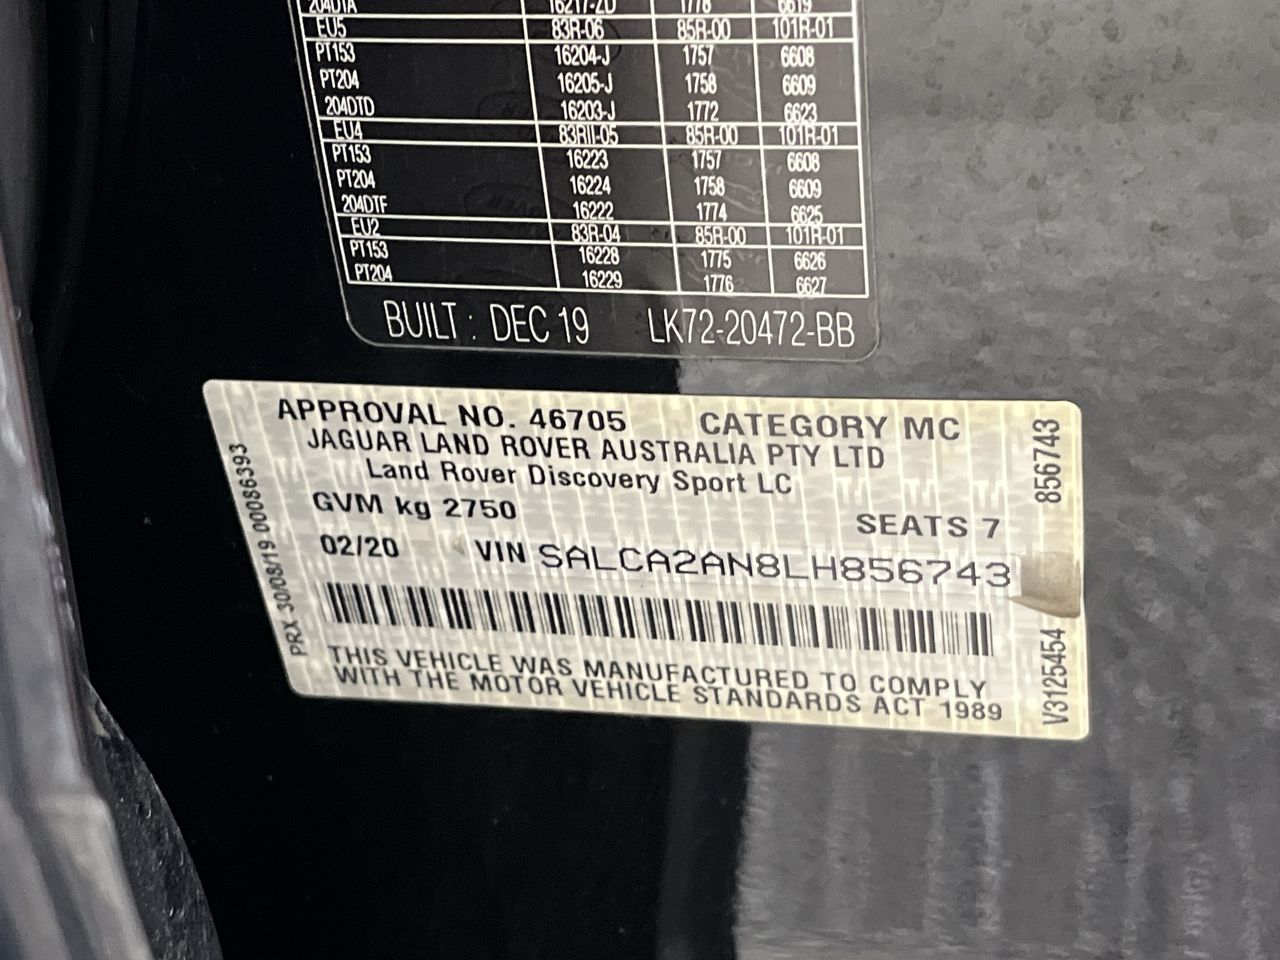 204DTA 16217-ZD 1778 6619
EU5 83R-06 85R-00 101R-01
PT153 16204-J 1757 6608
PT204 16205-J 1758 6609
204DTD 16203-J 1772 6623
EU4 83RII-05 85R-00 101R-01
PT153 16223 1757 6608
PT204 16224 1758 6609
204DTF 16222 1774 6625
EU2 83R-04 85R-00 101R-01
PT153 16228 1775 6626
PT204 16229 1776 6627
BUILT : DEC 19 LK72-20472-BB
APPROVAL NO. 46705 CATEGORY MC
JAGUAR LAND ROVER AUSTRALIA PTY LTD
Land Rover Discovery Sport LC
GVM kg 2750 SEATS 7
02/20 VIN SALCA2AN8LH856743
THIS VEHICLE WAS MANUFACTURED TO COMPLY
WITH THE MOTOR VEHICLE STANDARDS ACT 1989
PRX 30/08/19 00086393
856743
V3125454